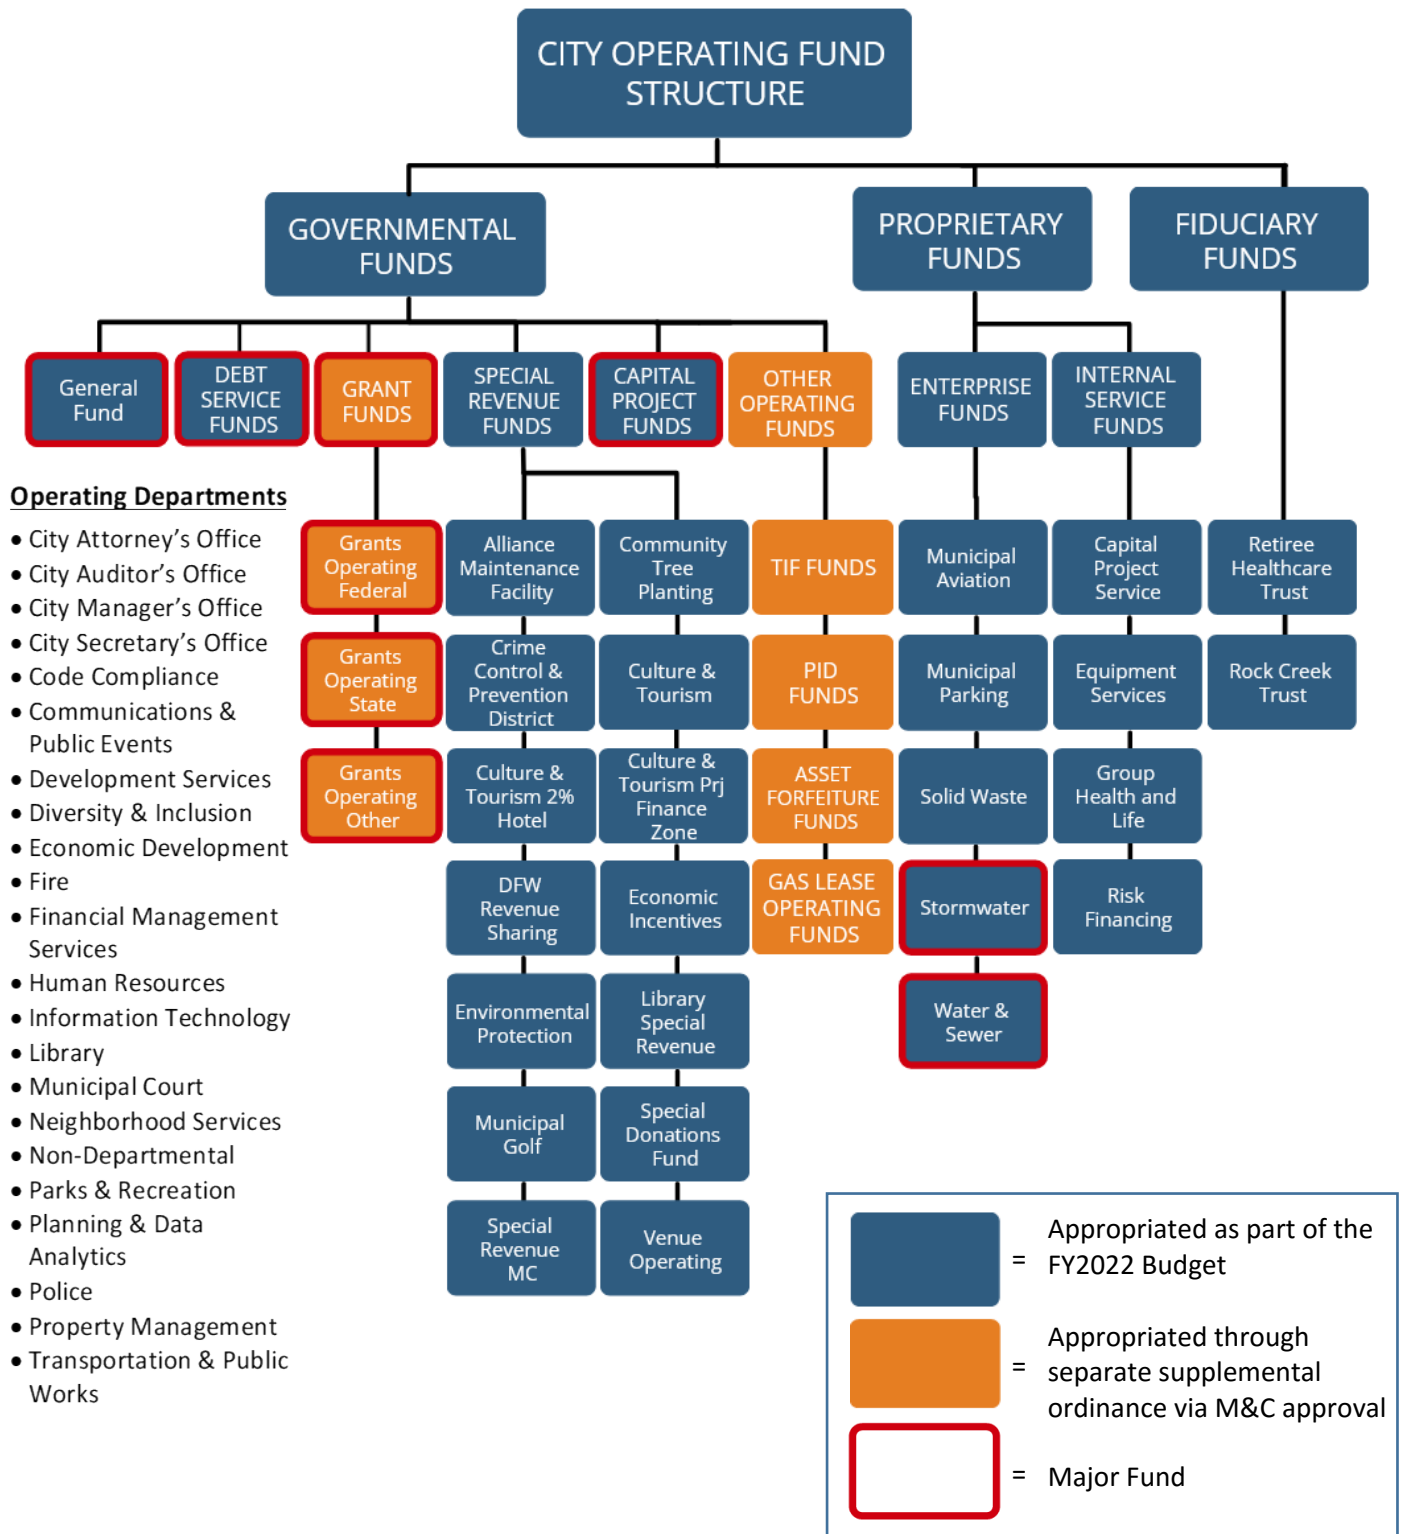 CITY OPERATING FUND
STRUCTURE
GOVERNMENTAL
FUNDS
PROPRIETARY
FUNDS
FIDUCIARY
FUNDS
General
Fund
DEBT
SERVICE
FUNDS
GRANT
FUNDS
SPECIAL
REVENUE
FUNDS
CAPITAL
PROJECT
FUNDS
OTHER
OPERATING
FUNDS
ENTERPRISE
FUNDS
INTERNAL
SERVICE
FUNDS
Operating Departments
• City Attorney’s Office
• City Auditor’s Office
• City Manager’s Office
• City Secretary’s Office
• Code Compliance
• Communications &
Public Events
• Development Services
• Diversity & Inclusion
• Economic Development
• Fire
• Financial Management
Services
• Human Resources
• Information Technology
• Library
• Municipal Court
• Neighborhood Services
• Non-Departmental
• Parks & Recreation
• Planning & Data
Analytics
• Police
• Property Management
• Transportation & Public
Works
Grants
Operating
Federal
Grants
Operating
State
Grants
Operating
Other
Alliance
Maintenance
Facility
Crime
Control &
Prevention
District
Culture &
Tourism 2%
Hotel
DFW
Revenue
Sharing
Environmental
Protection
Municipal
Golf
Special
Revenue
MC
Community
Tree
Planting
Culture &
Tourism
Culture &
Tourism Prj
Finance
Zone
Economic
Incentives
Library
Special
Revenue
Special
Donations
Fund
Venue
Operating
TIF FUNDS
PID
FUNDS
ASSET
FORFEITURE
FUNDS
GAS LEASE
OPERATING
FUNDS
Municipal
Aviation
Municipal
Parking
Solid Waste
Stormwater
Water &
Sewer
Capital
Project
Service
Equipment
Services
Group
Health and
Life
Risk
Financing
Retiree
Healthcare
Trust
Rock Creek
Trust
Appropriated as part of the
= FY2022 Budget
Appropriated through
= separate supplemental
ordinance via M&C approval
= Major Fund